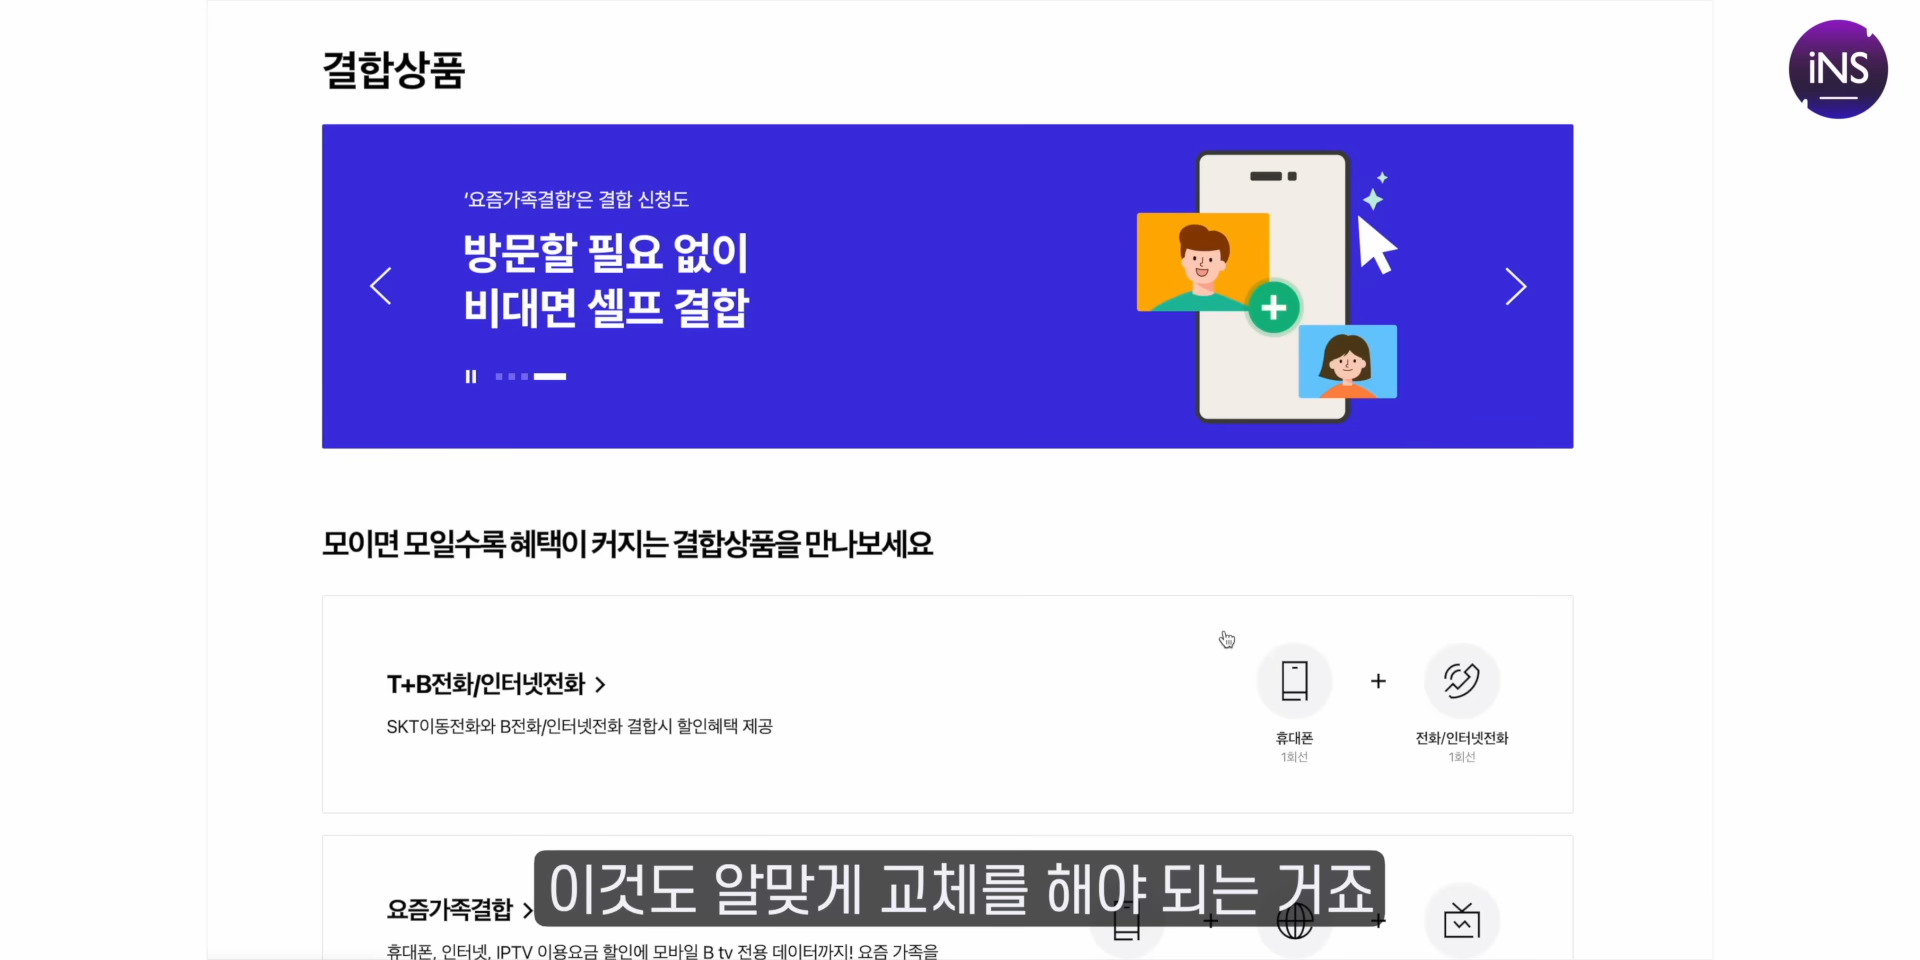 결합상품
iNS
‘요즘가족결합’은 결합 신청도
방문할 필요 없이
비대면 셀프 결합
모이면 모일수록 혜택이 커지는 결합상품을 만나보세요
T+B전화/인터넷전화 >
SKT이동전화와 B전화/인터넷전화 결합시 할인혜택 제공
+
휴대폰
1회선
전화/인터넷전화
1회선
요즘가족결합 >
이것도 알맞게 교체를 해야 되는 거죠
+ +
휴대폰, 인터넷, IPTV 이용요금 할인에 모바일 B tv 전용 데이터까지! 요즘 가족을